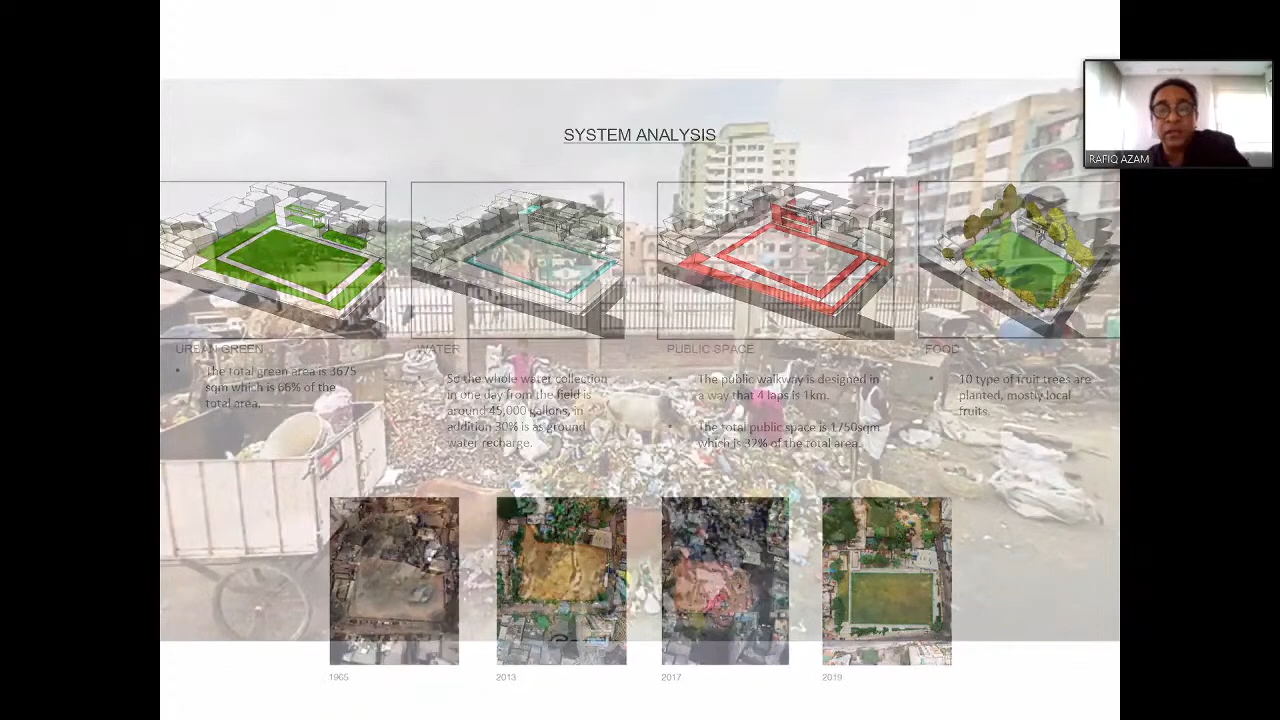 SYSTEM ANALYSIS
RAFIQ AZAM
URBAN GREEN
• The total green area is 3675
sqm which is 66% of the
total area.
WATER
So the whole water collection
in one day from the field is
around 45,000 gallons, in
addition 30% is as ground
water recharge.
PUBLIC SPACE
• The public walkway is designed in
a way that 4 laps is 1km.
• The total public space is 1750sqm
which is 32% of the total area.
FOOD
• 10 type of fruit trees are
planted, mostly local
fruits.
1965
2013
2017
2019